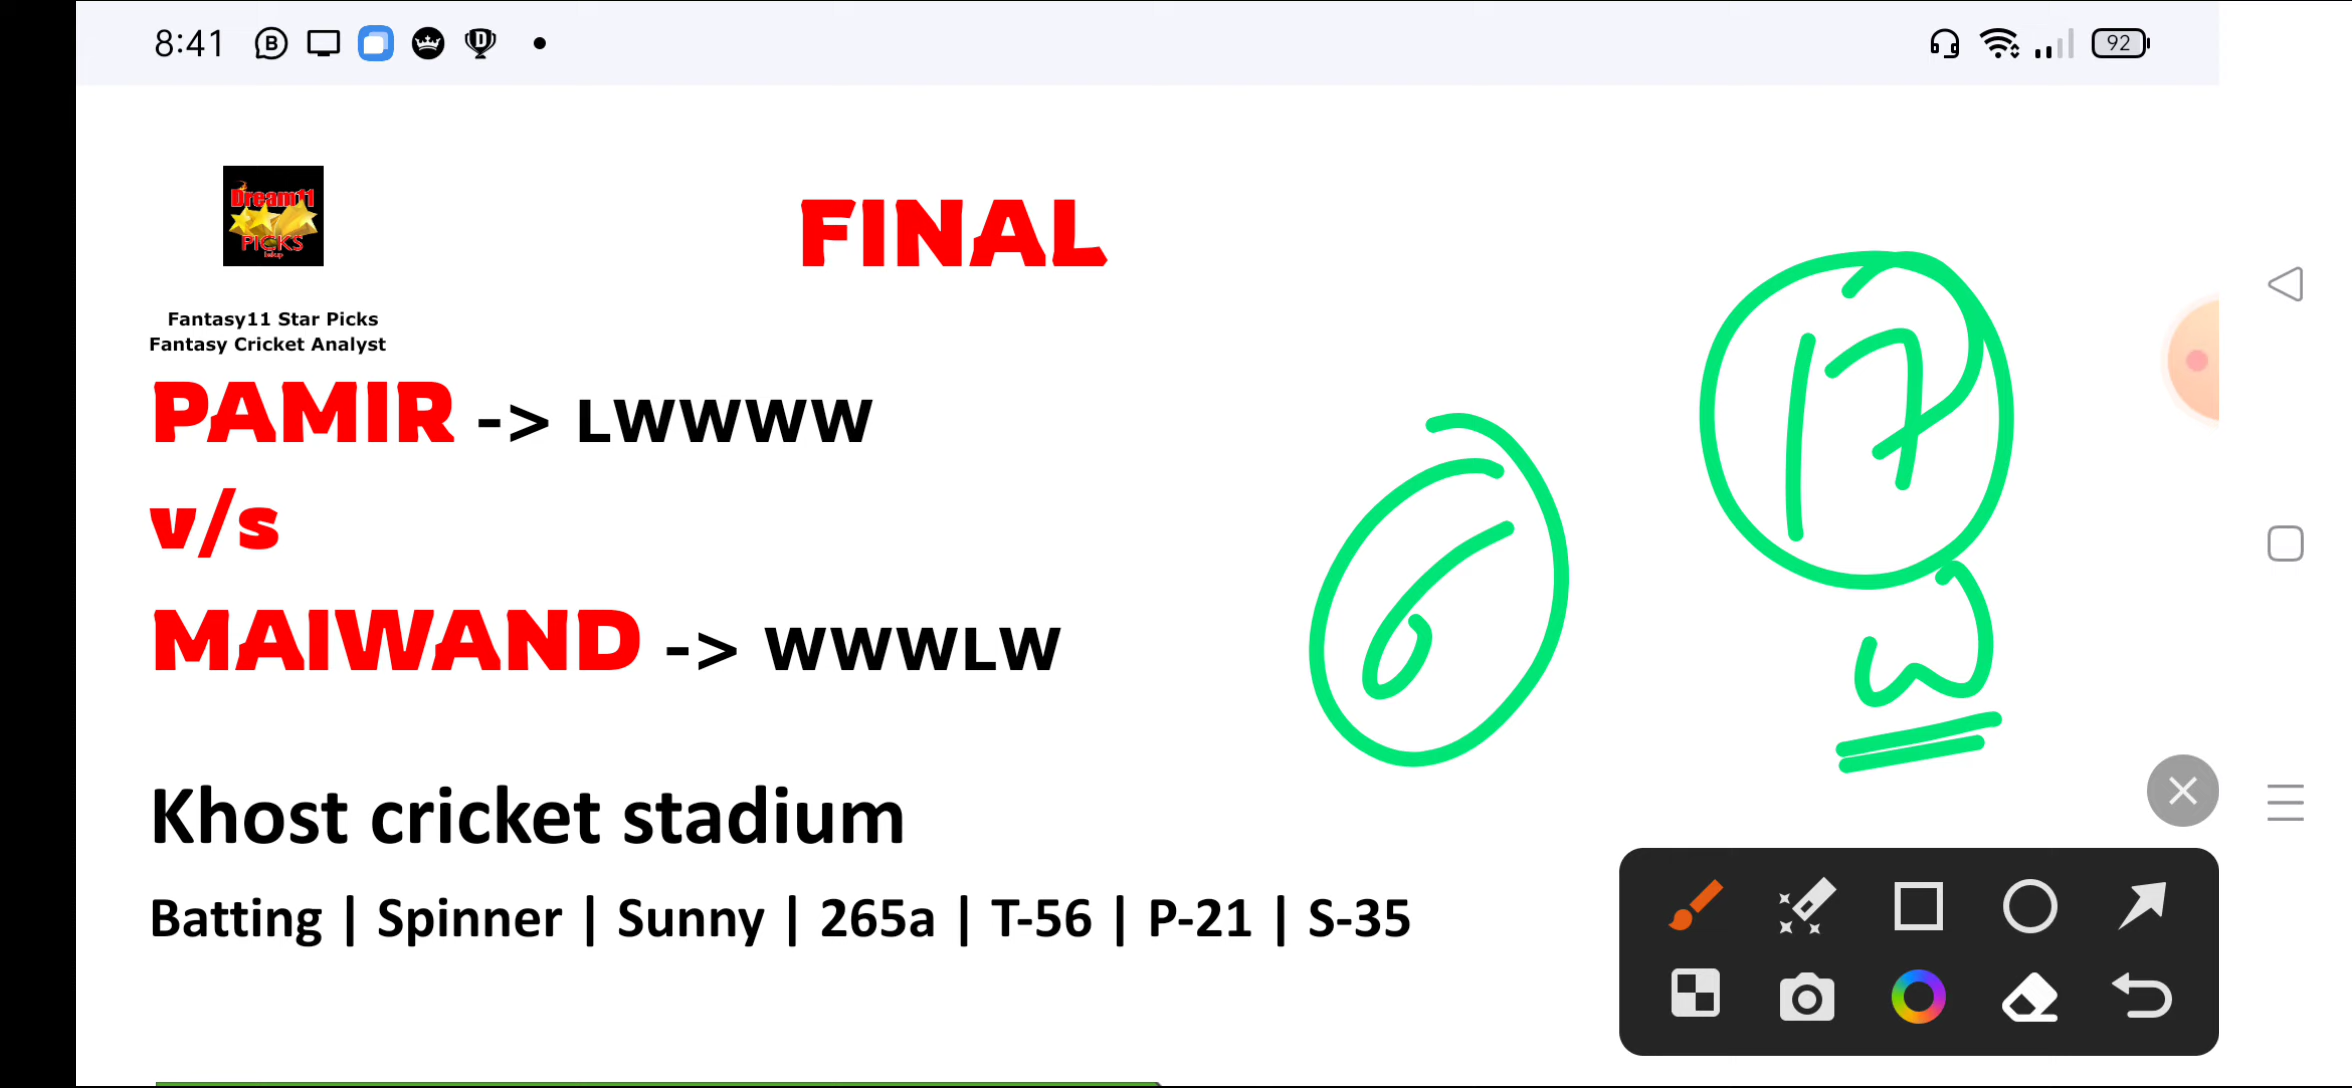 8:41 B D 92
Dream11
PICKS
FINAL
Fantasy11 Star Picks
Fantasy Cricket Analyst
PAMIR -> LWWWW
17
v/s
6
MAIWAND -> WWWLW
W
Khost cricket stadium
Batting | Spinner | Sunny | 265a | T-56 | P-21 | S-35